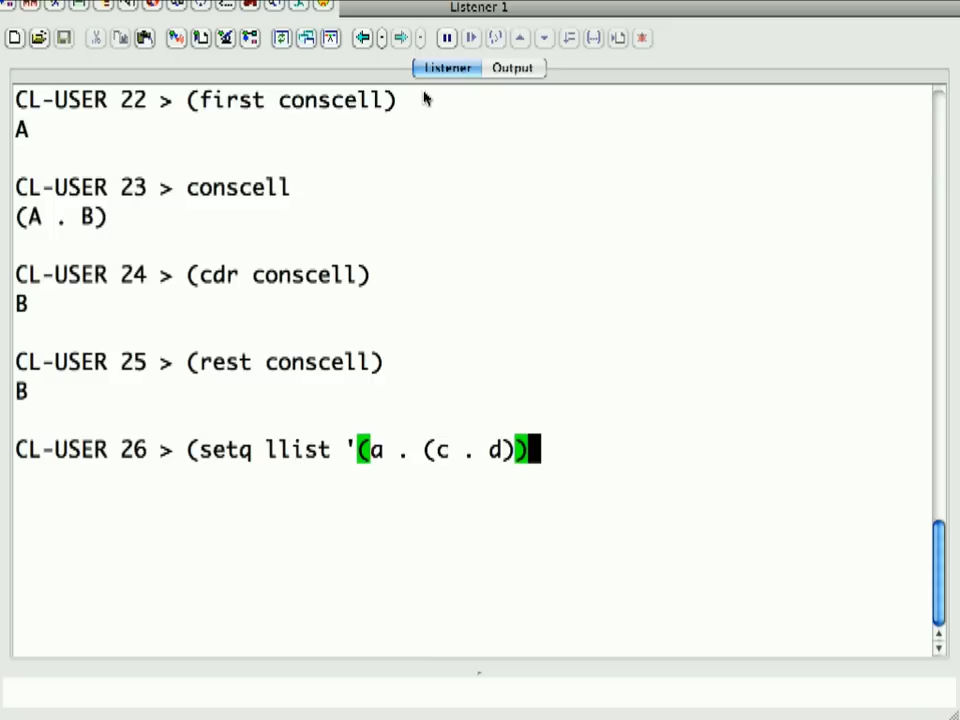 Listener 1
Listener Output
CL-USER 22 > (first conscell)
A
CL-USER 23 > conscell
(A . B)
CL-USER 24 > (cdr conscell)
B
CL-USER 25 > (rest conscell)
B
CL-USER 26 > (setq llist '(a . (c . d))